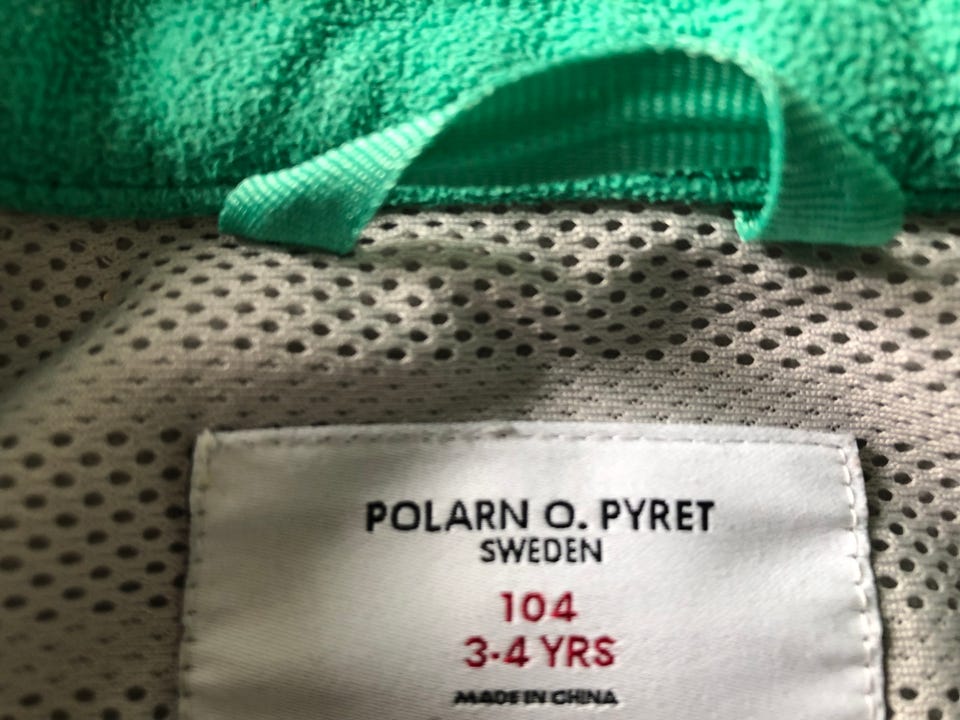 POLARN O. PYRET
SWEDEN
104
3-4 YRS
MADE IN CHINA